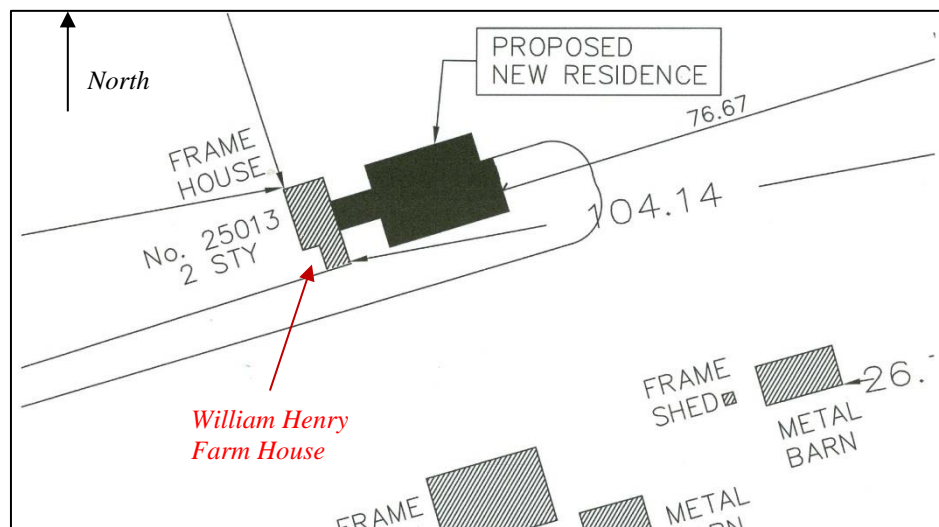 North
PROPOSED
NEW RESIDENCE
76.67
FRAME
HOUSE
104.14
No. 25013
2 STY
William Henry
Farm House
FRAME
SHED
26.
METAL
BARN
FRAME
METAL